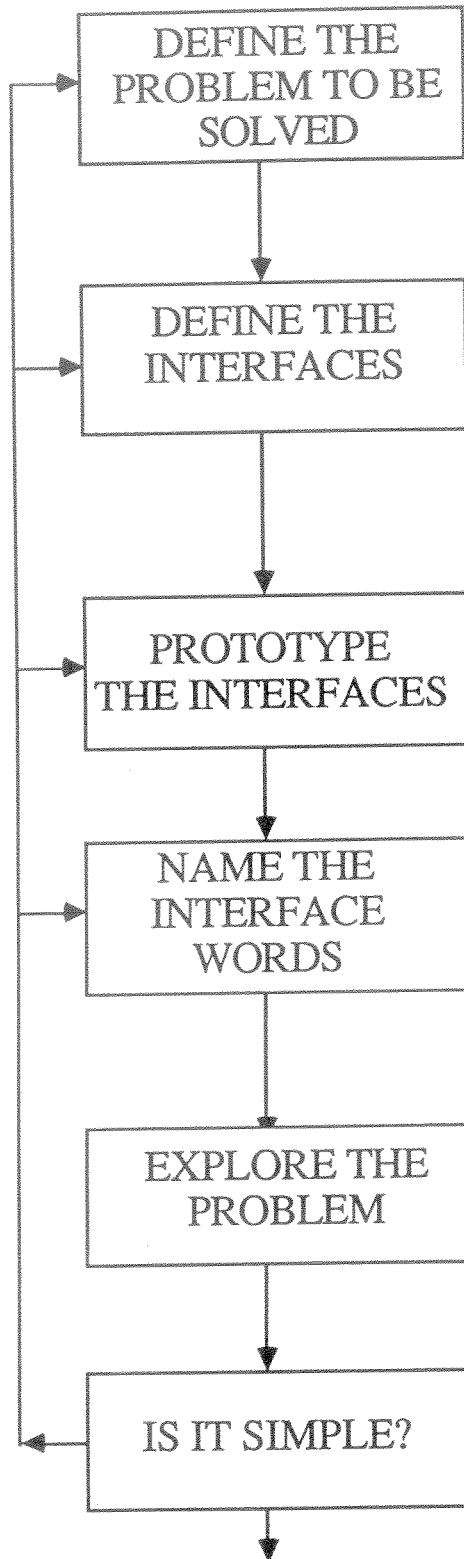 DEFINE THE
PROBLEM TO BE
SOLVED
DEFINE THE
INTERFACES
PROTOTYPE
THE INTERFACES
NAME THE
INTERFACE
WORDS
EXPLORE THE
PROBLEM
IS IT SIMPLE?